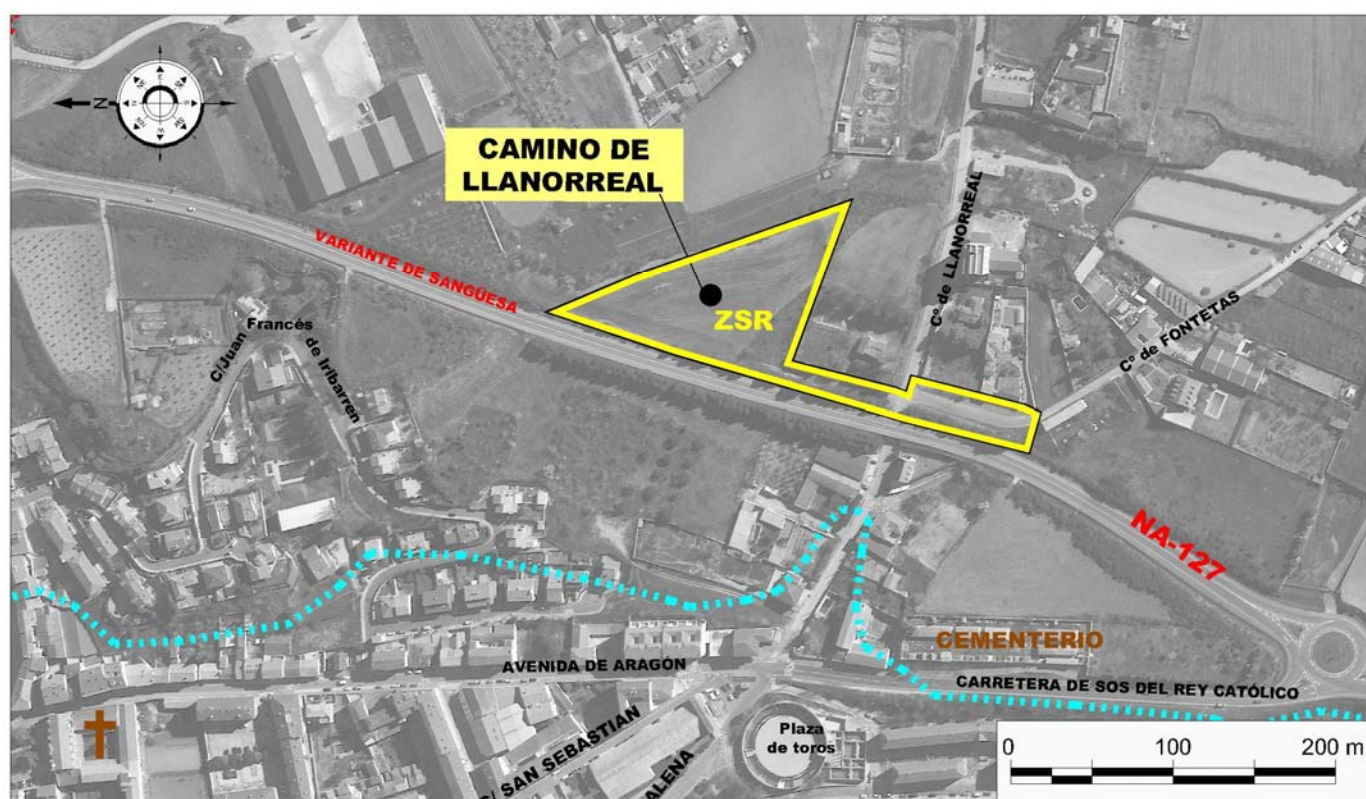 N
CAMINO DE
LLANORREAL
VARIANTE DE SANGÜESA
ZSR
Cº de LLANORREAL
Cº de FONTETAS
C/Juan
Francés
de Iribarren
NA-127
CEMENTERIO
AVENIDA DE ARAGÓN
CARRETERA DE SOS DEL REY CATÓLICO
C/ SAN SEBASTIAN
ALENA
Plaza
de toros
0 100 200 m